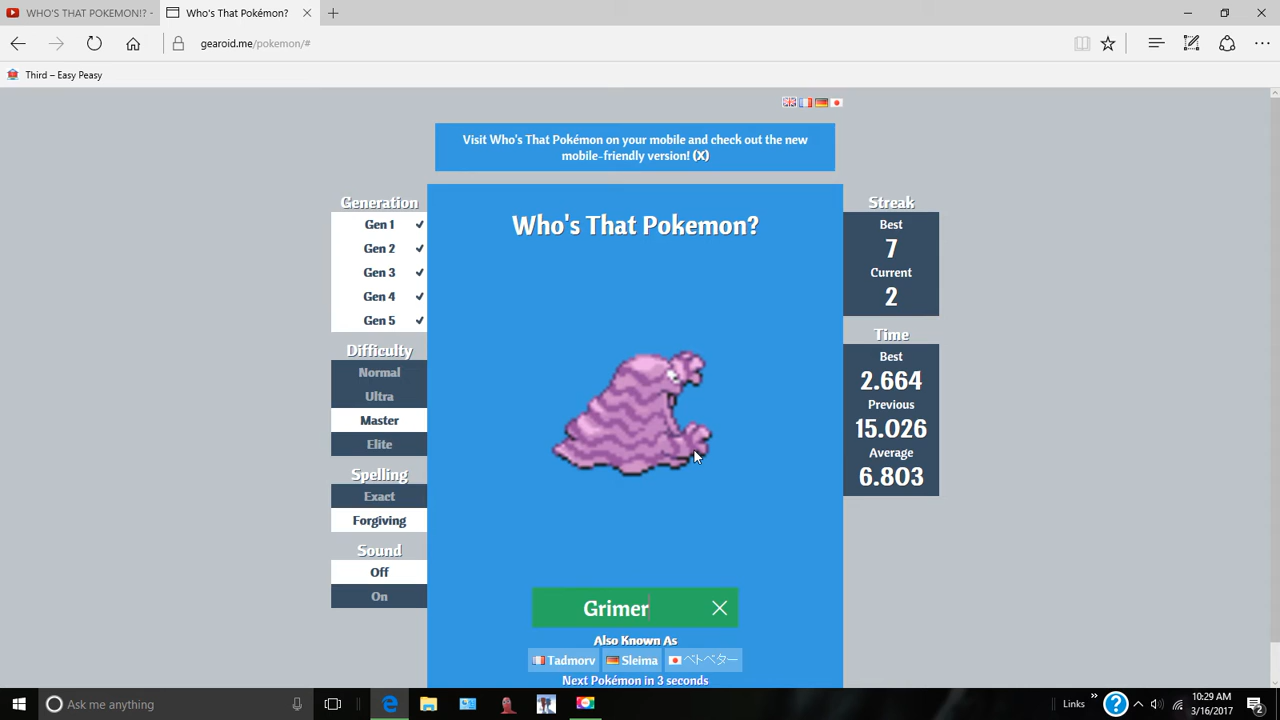 WHO'S THAT POKEMON!? -
Who's That Pokémon?
gearoid.me/pokemon/#
Third – Easy Peasy
Visit Who's That Pokémon on your mobile and check out the new
mobile-friendly version! (X)
Generation
Gen 1 ✓
Gen 2 ✓
Gen 3 ✓
Gen 4 ✓
Gen 5 ✓
Difficulty
Normal
Ultra
Master
Elite
Spelling
Exact
Forgiving
Sound
Off
On
Who's That Pokemon?
Grimer
Also Known As
Tadmorv Sleima ベトベター
Next Pokémon in 3 seconds
Streak
Best
7
Current
2
Time
Best
2.664
Previous
15.026
Average
6.803
Ask me anything
Links
10:29 AM
3/16/2017
2